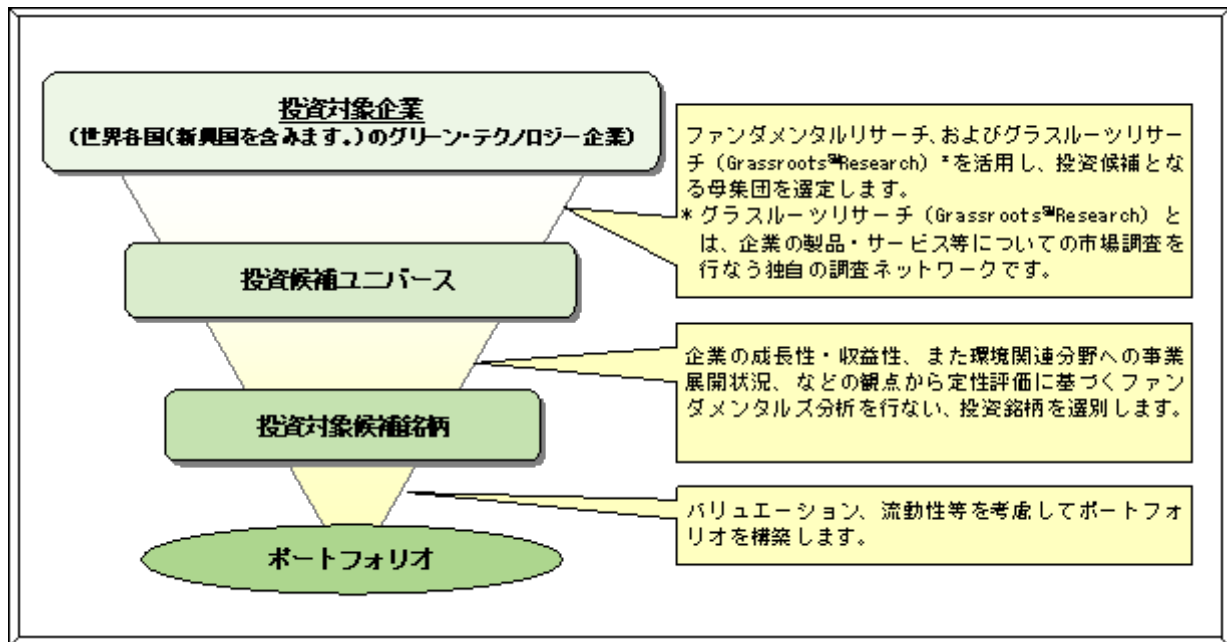 投資対象企業
(世界各国(新興国を含みます。)のグリーン・テクノロジー企業)
ファンダメンタルリサーチ、およびグラスルーツリサー
チ (Grassroots℠Research) *を活用し、投資候補とな
る母集団を選定します。
* グラスルーツリサーチ (Grassroots℠Research) と
は、企業の製品・サービス等についての市場調査を
行なう独自の調査ネットワークです。
投資候補ユニバース
企業の成長性・収益性、また環境関連分野への事業
展開状況、などの観点から定性評価に基づくファン
ダメンタルズ分析を行ない、投資銘柄を選別します。
投資対象候補銘柄
バリュエーション、流動性等を考慮してポートフォ
リオを構築します。
ポートフォリオ